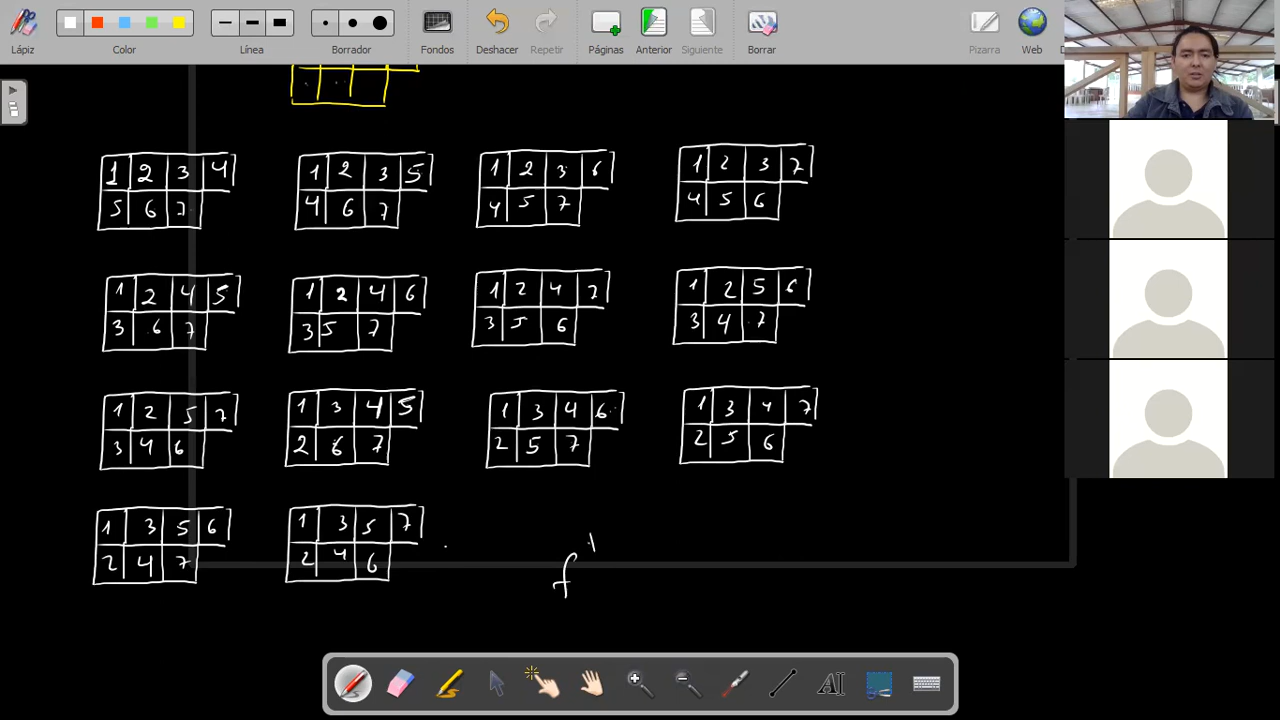 Lápiz Color Línea Borrador Fondos Deshacer Repetir Páginas Anterior Siguiente Borrar Pizarra Web
1 2 3 4 1 2 3 5 1 2 3 6 1 2 3 7
5 6 7 4 6 7 4 5 7 4 5 6
1 2 4 5 1 2 4 6 1 2 4 7 1 2 5 6
3 6 7 3 5 7 3 5 6 3 4 7
1 2 5 7 1 3 4 5 1 3 4 6 1 3 4 7
3 4 6 2 6 7 2 5 7 2 5 6
1 3 5 6 1 3 5 7
2 4 7 2 4 6
f
AI